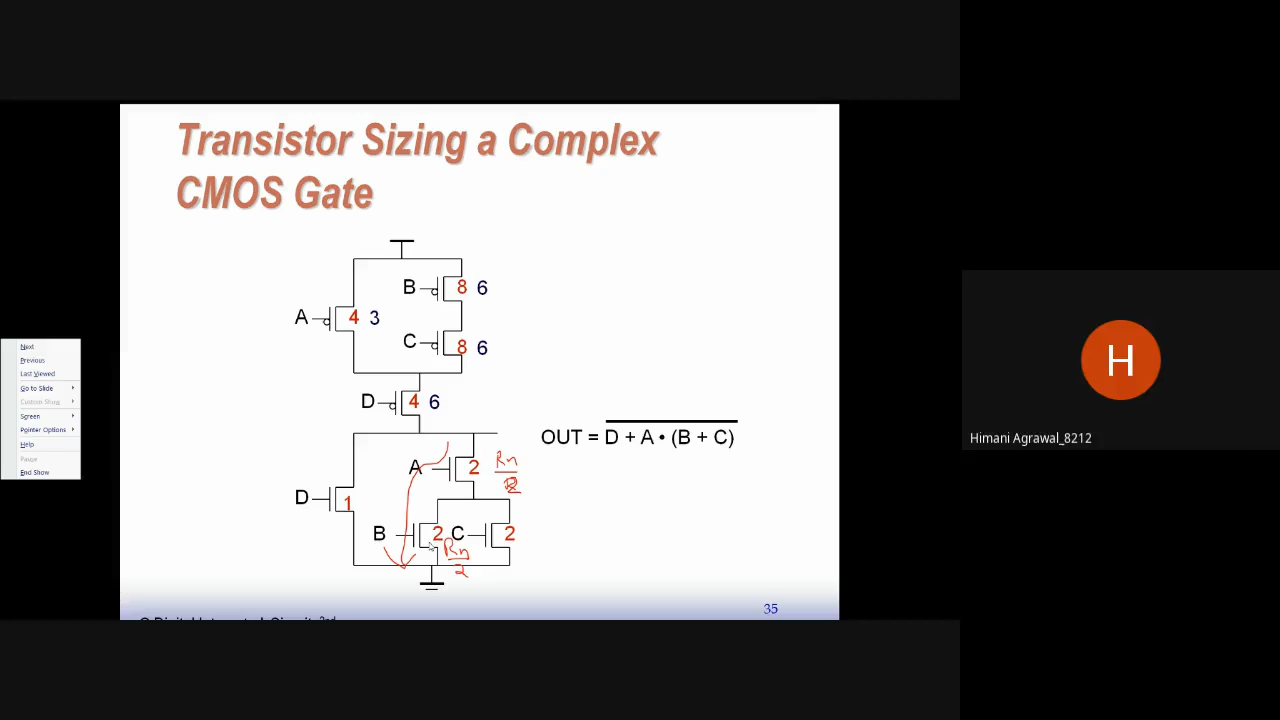 Transistor Sizing a Complex
CMOS Gate
B 8 6
A 4 3
C 8 6
D 4 6
OUT = D + A • (B + C)
A 2 Rn
2
D 1
B 2 C 2
Rn
2
35
Next
Previous
Last Viewed
Go to Slide
Custom Show
Screen
Pointer Options
Help
Pause
End Show
H
Himani Agrawal_8212